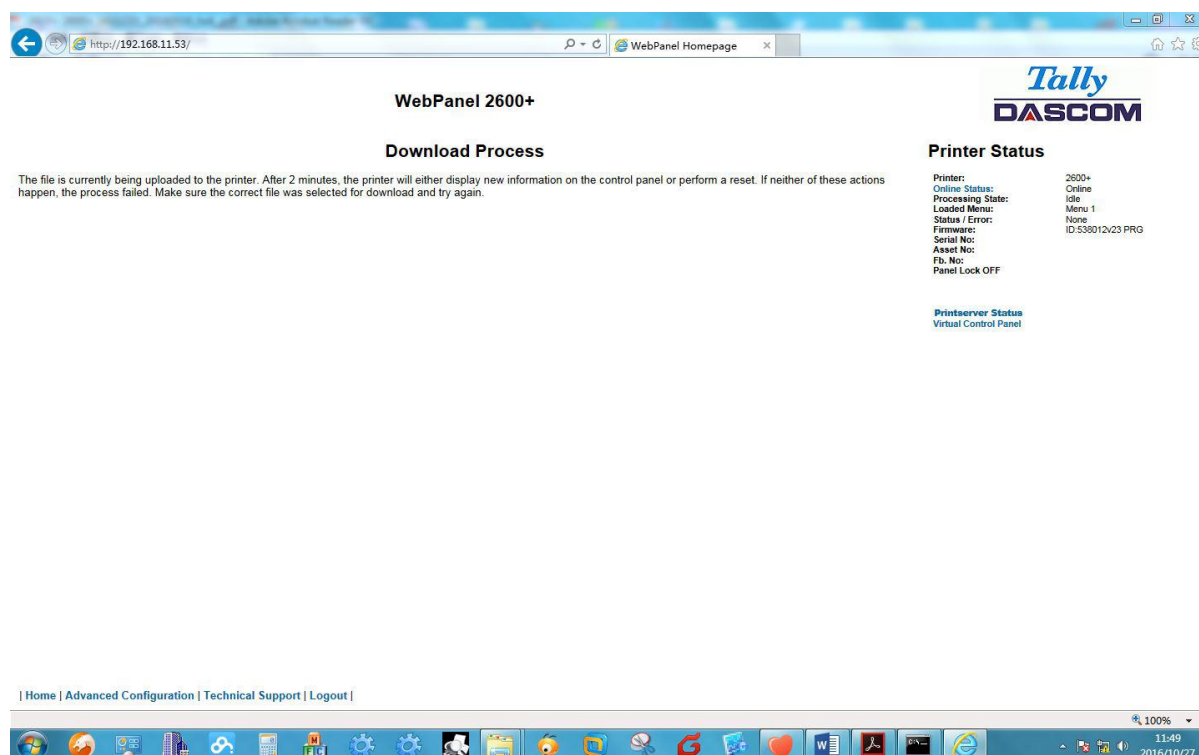 http://192.168.11.53/
WebPanel Homepage
Tally
DASCOM
WebPanel 2600+
Download Process
The file is currently being uploaded to the printer. After 2 minutes, the printer will either display new information on the control panel or perform a reset. If neither of these actions
happen, the process failed. Make sure the correct file was selected for download and try again.
Printer Status
Printer: 2600+
Online Status: Online
Processing State: Idle
Loaded Menu: Menu 1
Status / Error: None
Firmware: ID:538012v23 PRG
Serial No:
Asset No:
Fb. No:
Panel Lock OFF
Printserver Status
Virtual Control Panel
| Home | Advanced Configuration | Technical Support | Logout |
100%
11:49